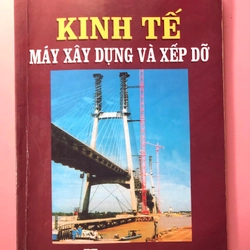 KINH TẾ
MÁY XÂY DỰNG VÀ XẾP DỠ